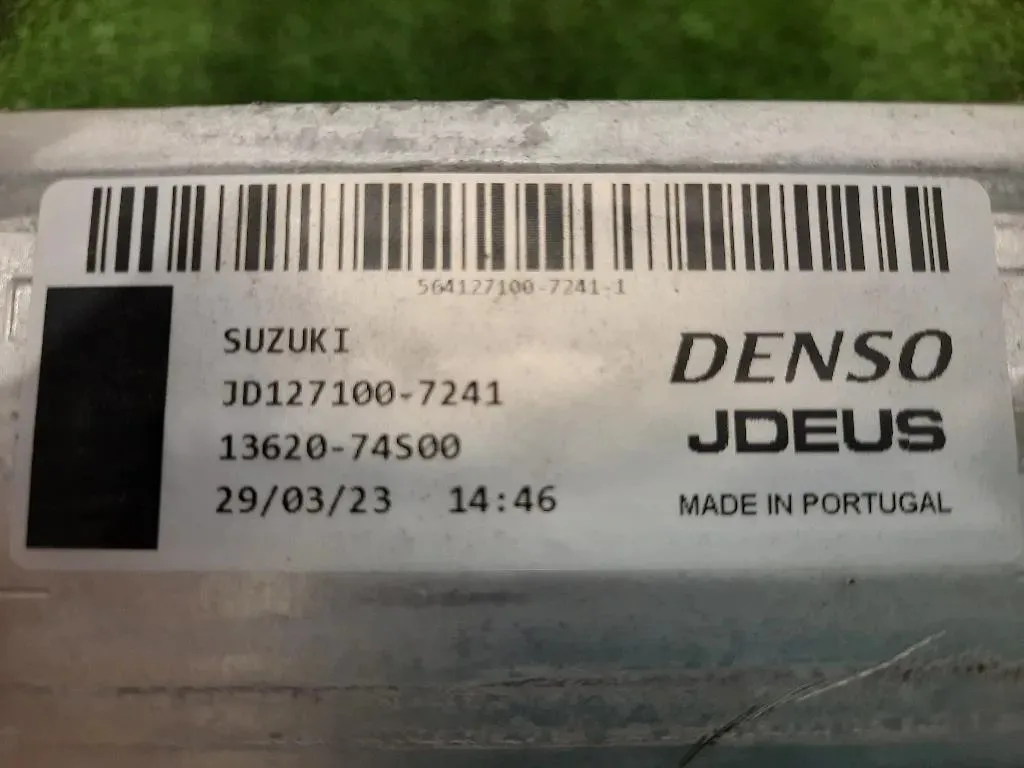 564127100-7241-1
SUZUKI
JD127100-7241
13620-74S00
29/03/23 14:46
DENSO
JDEUS
MADE IN PORTUGAL